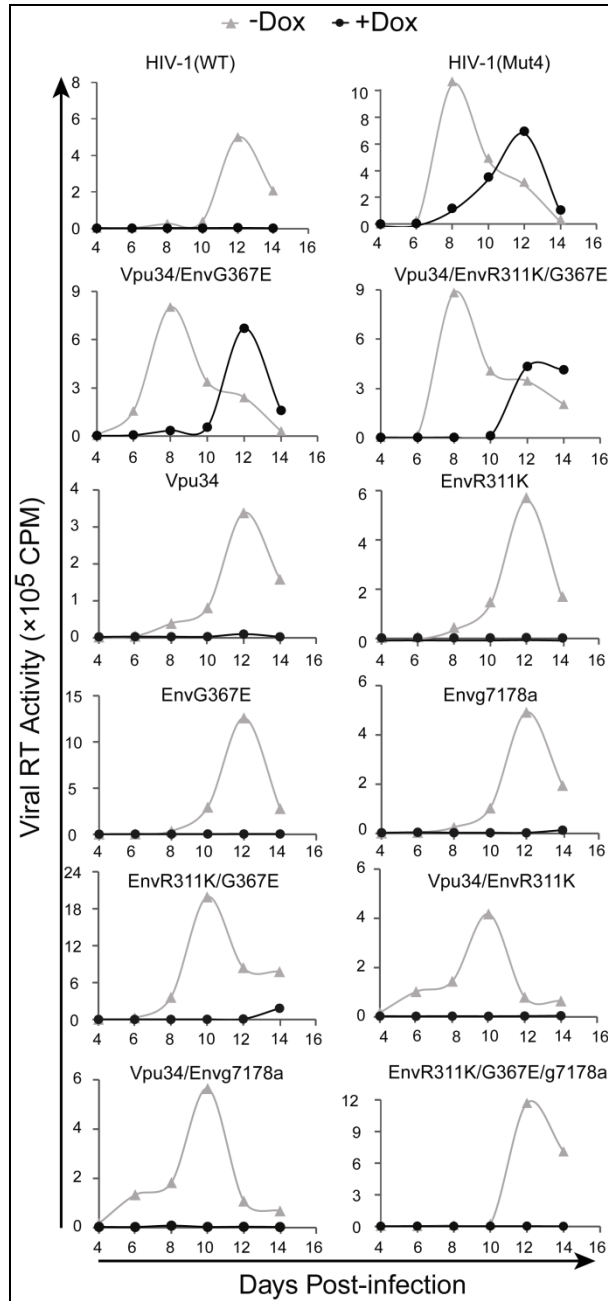 -Dox +Dox
HIV-1(WT)
8
6
4
2
0
4 6 8 10 12 14 16
HIV-1(Mut4)
10
8
6
4
2
0
4 6 8 10 12 14 16
Vpu34/EnvG367E
9
6
3
0
4 6 8 10 12 14 16
Vpu34/EnvR311K/G367E
9
6
3
0
4 6 8 10 12 14 16
Vpu34
4
3
2
1
0
4 6 8 10 12 14 16
EnvR311K
6
4
2
0
4 6 8 10 12 14 16
EnvG367E
15
10
5
0
4 6 8 10 12 14 16
Envg7178a
6
4
2
0
4 6 8 10 12 14 16
EnvR311K/G367E
24
18
12
6
0
4 6 8 10 12 14 16
Vpu34/EnvR311K
6
4
2
0
4 6 8 10 12 14 16
Vpu34/Envg7178a
6
4
2
0
4 6 8 10 12 14 16
EnvR311K/G367E/g7178a
12
9
6
3
0
4 6 8 10 12 14 16
Viral RT Activity (×10⁵ CPM)
Days Post-infection